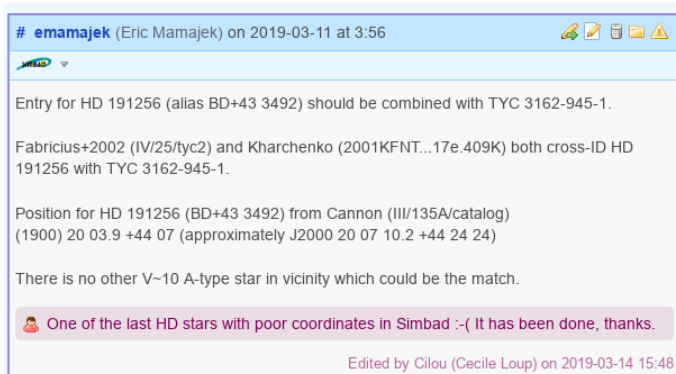 # emamajek (Eric Mamajek) on 2019-03-11 at 3:56
SIMBAD
Entry for HD 191256 (alias BD+43 3492) should be combined with TYC 3162-945-1.
Fabricius+2002 (IV/25/tyc2) and Kharchenko (2001KFNT...17e.409K) both cross-ID HD
191256 with TYC 3162-945-1.
Position for HD 191256 (BD+43 3492) from Cannon (III/135A/catalog)
(1900) 20 03.9 +44 07 (approximately J2000 20 07 10.2 +44 24 24)
There is no other V~10 A-type star in vicinity which could be the match.
One of the last HD stars with poor coordinates in Simbad :-( It has been done, thanks.
Edited by Cilou (Cecile Loup) on 2019-03-14 15:48